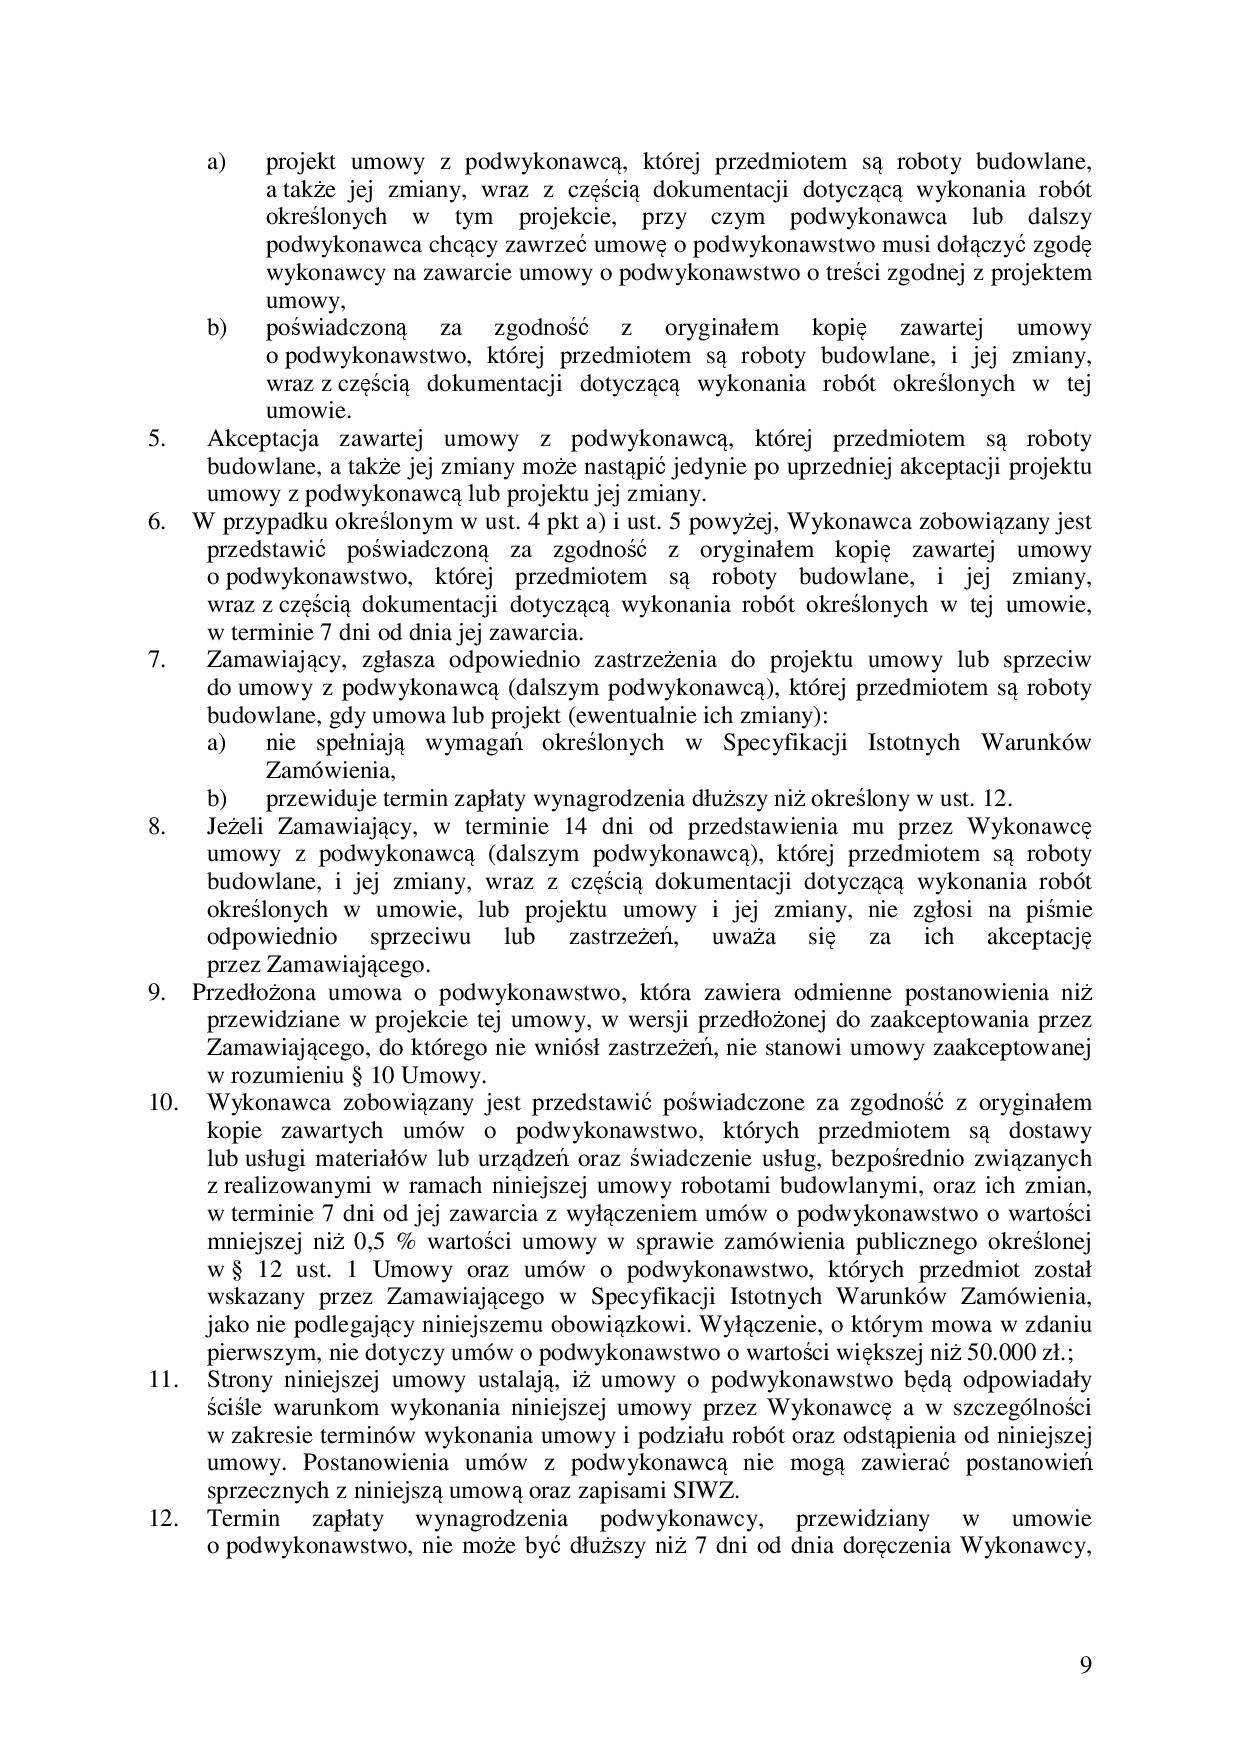 a) projekt umowy z podwykonawcą, której przedmiotem są roboty budowlane,
a także jej zmiany, wraz z częścią dokumentacji dotyczącą wykonania robót
określonych w tym projekcie, przy czym podwykonawca lub dalszy
podwykonawca chcący zawrzeć umowę o podwykonawstwo musi dołączyć zgodę
wykonawcy na zawarcie umowy o podwykonawstwo o treści zgodnej z projektem
umowy,
b) poświadczoną za zgodność z oryginałem kopię zawartej umowy
o podwykonawstwo, której przedmiotem są roboty budowlane, i jej zmiany,
wraz z częścią dokumentacji dotyczącą wykonania robót określonych w tej
umowie.
5. Akceptacja zawartej umowy z podwykonawcą, której przedmiotem są roboty
budowlane, a także jej zmiany może nastąpić jedynie po uprzedniej akceptacji projektu
umowy z podwykonawcą lub projektu jej zmiany.
6. W przypadku określonym w ust. 4 pkt a) i ust. 5 powyżej, Wykonawca zobowiązany jest
przedstawić poświadczoną za zgodność z oryginałem kopię zawartej umowy
o podwykonawstwo, której przedmiotem są roboty budowlane, i jej zmiany,
wraz z częścią dokumentacji dotyczącą wykonania robót określonych w tej umowie,
w terminie 7 dni od dnia jej zawarcia.
7. Zamawiający, zgłasza odpowiednio zastrzeżenia do projektu umowy lub sprzeciw
do umowy z podwykonawcą (dalszym podwykonawcą), której przedmiotem są roboty
budowlane, gdy umowa lub projekt (ewentualnie ich zmiany):
a) nie spełniają wymagań określonych w Specyfikacji Istotnych Warunków
Zamówienia,
b) przewiduje termin zapłaty wynagrodzenia dłuższy niż określony w ust. 12.
8. Jeżeli Zamawiający, w terminie 14 dni od przedstawienia mu przez Wykonawcę
umowy z podwykonawcą (dalszym podwykonawcą), której przedmiotem są roboty
budowlane, i jej zmiany, wraz z częścią dokumentacji dotyczącą wykonania robót
określonych w umowie, lub projektu umowy i jej zmiany, nie zgłosi na piśmie
odpowiednio sprzeciwu lub zastrzeżeń, uważa się za ich akceptację
przez Zamawiającego.
9. Przedłożona umowa o podwykonawstwo, która zawiera odmienne postanowienia niż
przewidziane w projekcie tej umowy, w wersji przedłożonej do zaakceptowania przez
Zamawiającego, do którego nie wniósł zastrzeżeń, nie stanowi umowy zaakceptowanej
w rozumieniu § 10 Umowy.
10. Wykonawca zobowiązany jest przedstawić poświadczone za zgodność z oryginałem
kopie zawartych umów o podwykonawstwo, których przedmiotem są dostawy
lub usługi materiałów lub urządzeń oraz świadczenie usług, bezpośrednio związanych
z realizowanymi w ramach niniejszej umowy robotami budowlanymi, oraz ich zmian,
w terminie 7 dni od jej zawarcia z wyłączeniem umów o podwykonawstwo o wartości
mniejszej niż 0,5 % wartości umowy w sprawie zamówienia publicznego określonej
w § 12 ust. 1 Umowy oraz umów o podwykonawstwo, których przedmiot został
wskazany przez Zamawiającego w Specyfikacji Istotnych Warunków Zamówienia,
jako nie podlegający niniejszemu obowiązkowi. Wyłączenie, o którym mowa w zdaniu
pierwszym, nie dotyczy umów o podwykonawstwo o wartości większej niż 50.000 zł.;
11. Strony niniejszej umowy ustalają, iż umowy o podwykonawstwo będą odpowiadały
ściśle warunkom wykonania niniejszej umowy przez Wykonawcę a w szczególności
w zakresie terminów wykonania umowy i podziału robót oraz odstąpienia od niniejszej
umowy. Postanowienia umów z podwykonawcą nie mogą zawierać postanowień
sprzecznych z niniejszą umową oraz zapisami SIWZ.
12. Termin zapłaty wynagrodzenia podwykonawcy, przewidziany w umowie
o podwykonawstwo, nie może być dłuższy niż 7 dni od dnia doręczenia Wykonawcy,
9